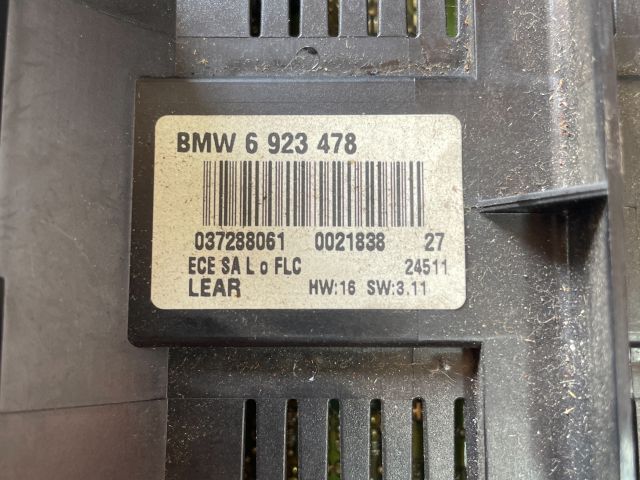 BMW 6 923 478
037288061 0021838 27
ECE SA L o FLC 24511
LEAR HW:16 SW:3.11